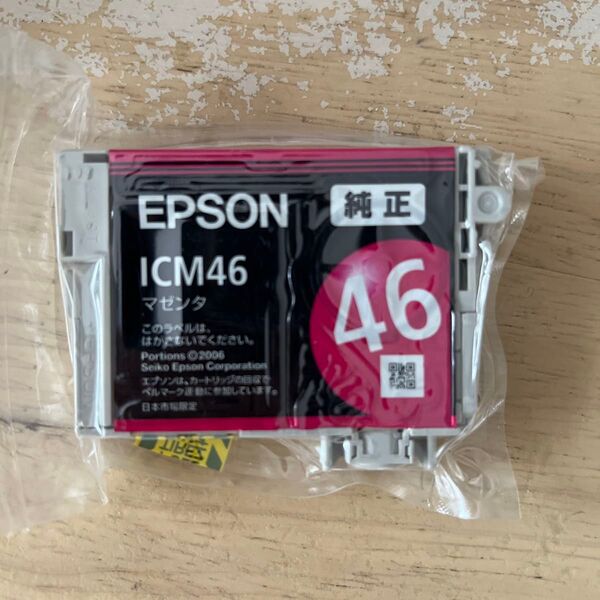 EPSON 純正
ICM46
マゼンタ
46
このラベルは、
はがさないでください。
Portions ©2006
Seiko Epson Corporation
エプソンは、カートリッジの回収で
ベルマーク運動に参加しています。
日本市場限定